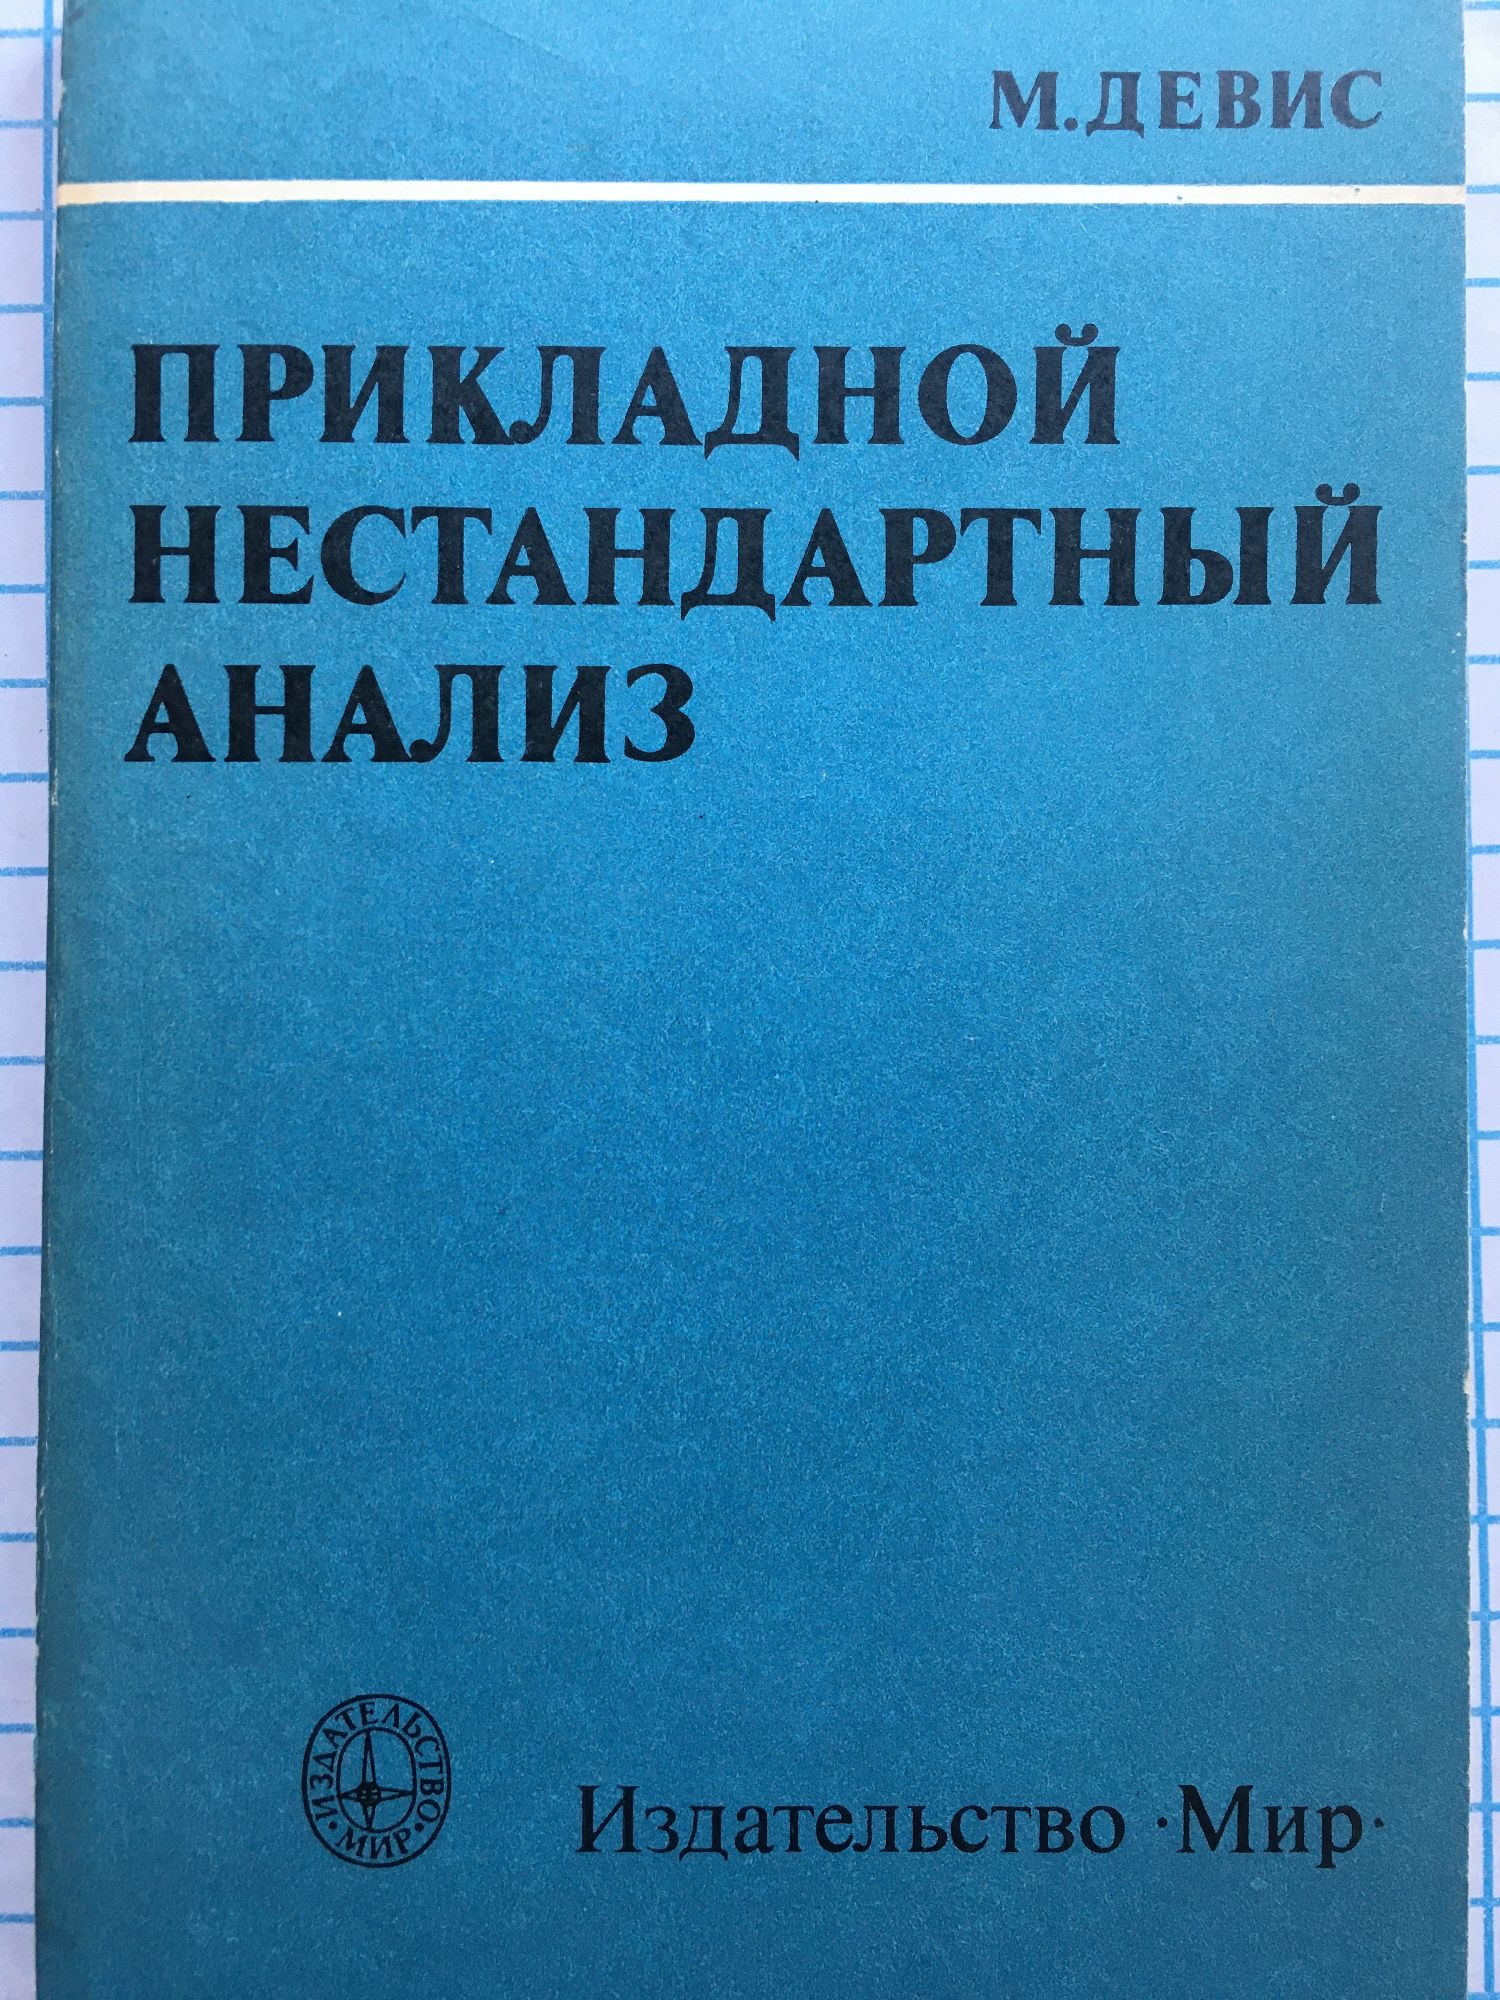 М. ДЕВИС
ПРИКЛАДНОЙ
НЕСТАНДАРТНЫЙ
АНАЛИЗ
ИЗДАТЕЛЬСТВО
·МИР·
Издательство ·Мир·